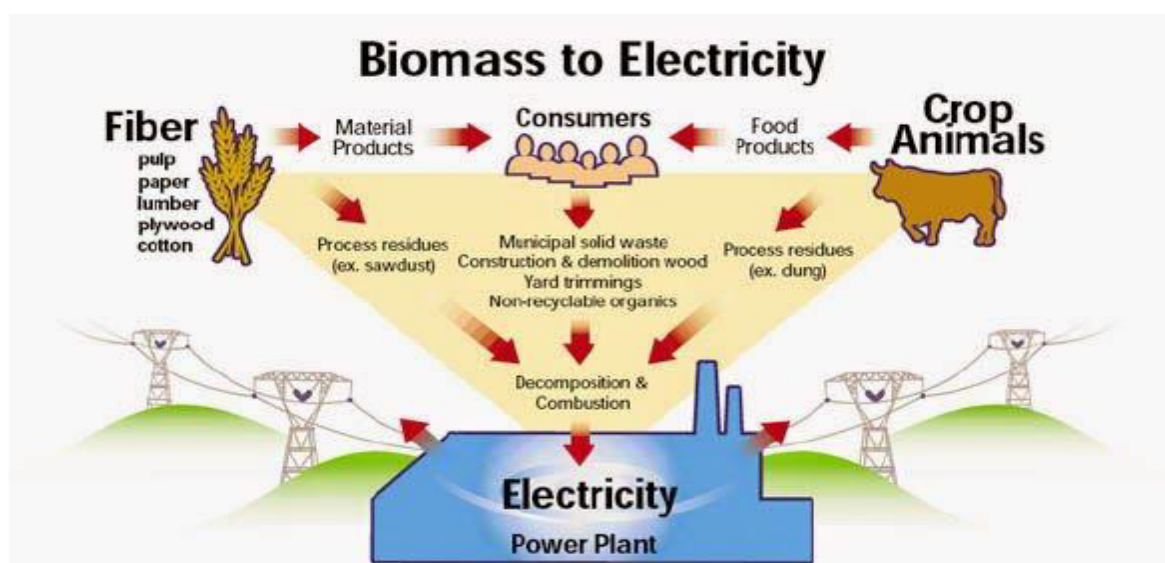 Biomass to Electricity
Fiber
pulp
paper
lumber
plywood
cotton
Material
Products
Consumers
Food
Products
Crop
Animals
Process residues
(ex. sawdust)
Municipal solid waste
Construction & demolition wood
Yard trimmings
Non-recyclable organics
Process residues
(ex. dung)
Decomposition &
Combustion
Electricity
Power Plant